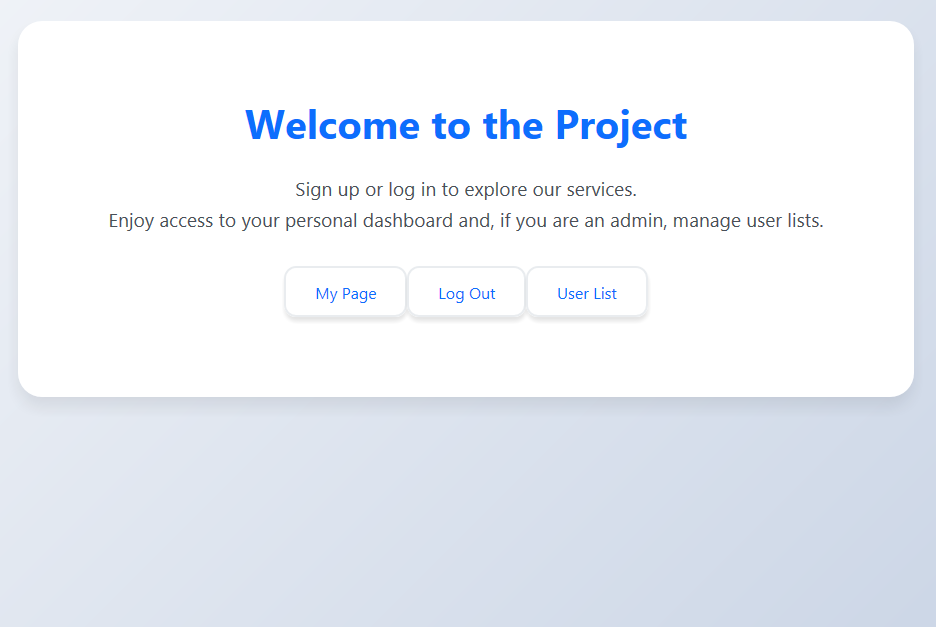 Welcome to the Project
Sign up or log in to explore our services.
Enjoy access to your personal dashboard and, if you are an admin, manage user lists.
My Page Log Out User List